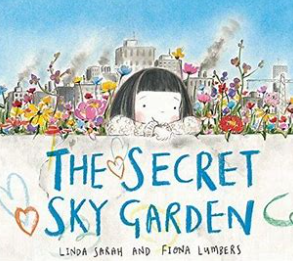 THE SECRET
SKY GARDEN
LINDA SARAH AND FIONA LUMBERS